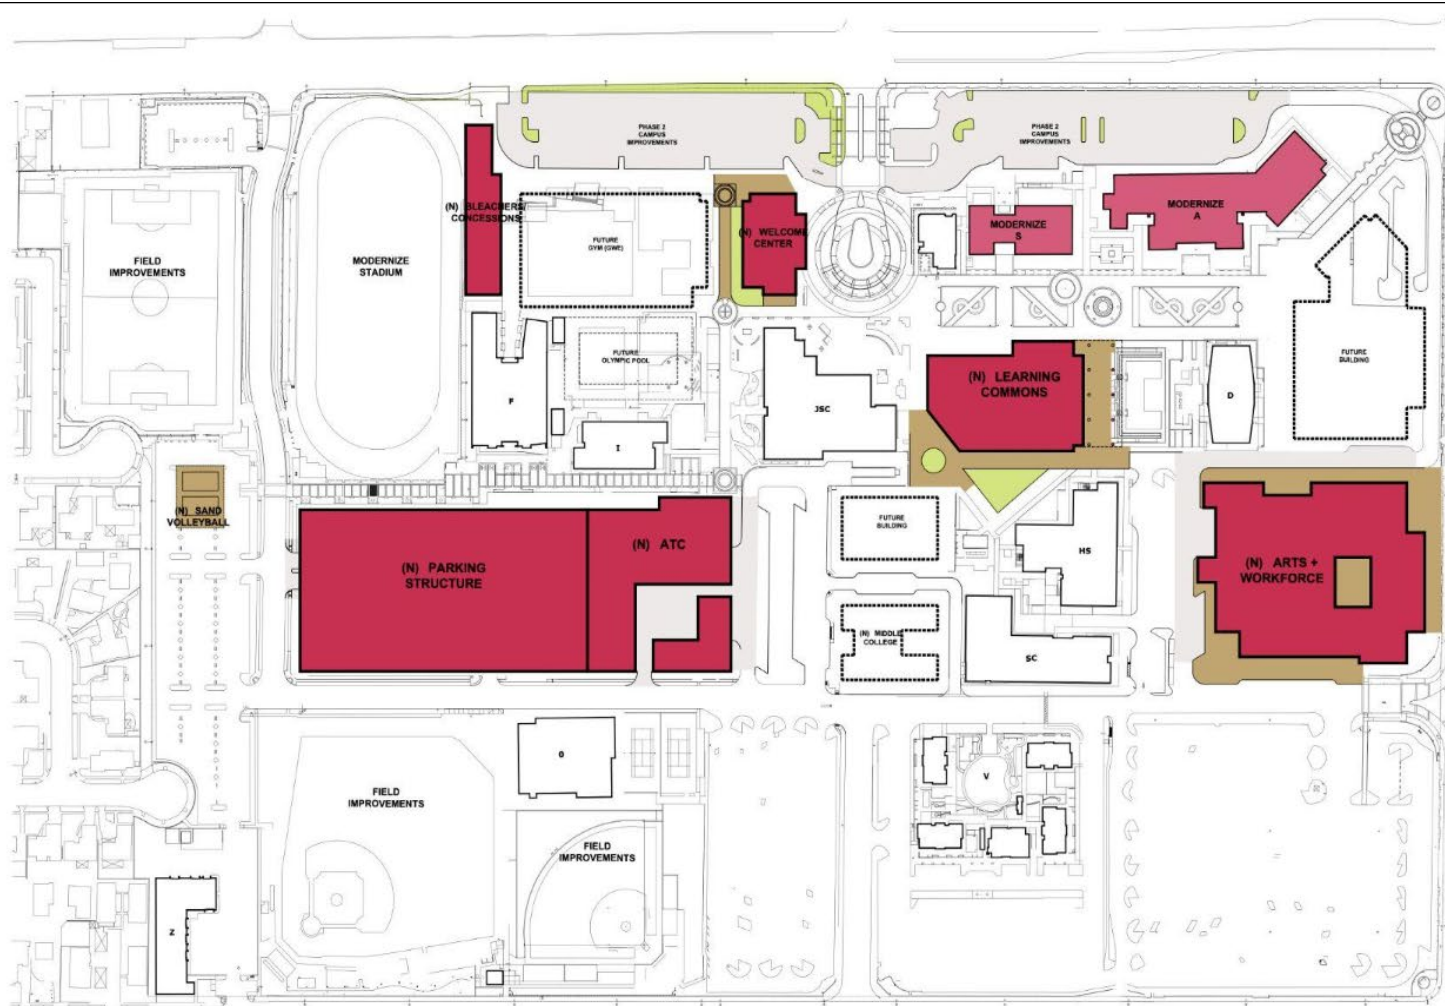 PHASE 2
CAMPUS
IMPROVEMENTS
PHASE 2
CAMPUS
IMPROVEMENTS
(N) BLEACHERS/
CONCESSIONS
FUTURE
GYM (GWE)
(N) WELCOME
CENTER
MODERNIZE
S
MODERNIZE
A
FIELD
IMPROVEMENTS
MODERNIZE
STADIUM
FUTURE
OLYMPIC POOL
FUTURE
BUILDING
F
JSC
(N) LEARNING
COMMONS
D
I
(N) SAND
VOLLEYBALL
(N) PARKING
STRUCTURE
(N) ATC
FUTURE
BUILDING
HS
(N) ARTS +
WORKFORCE
(N) MIDDLE
COLLEGE
SC
FIELD
IMPROVEMENTS
V
FIELD
IMPROVEMENTS
Z